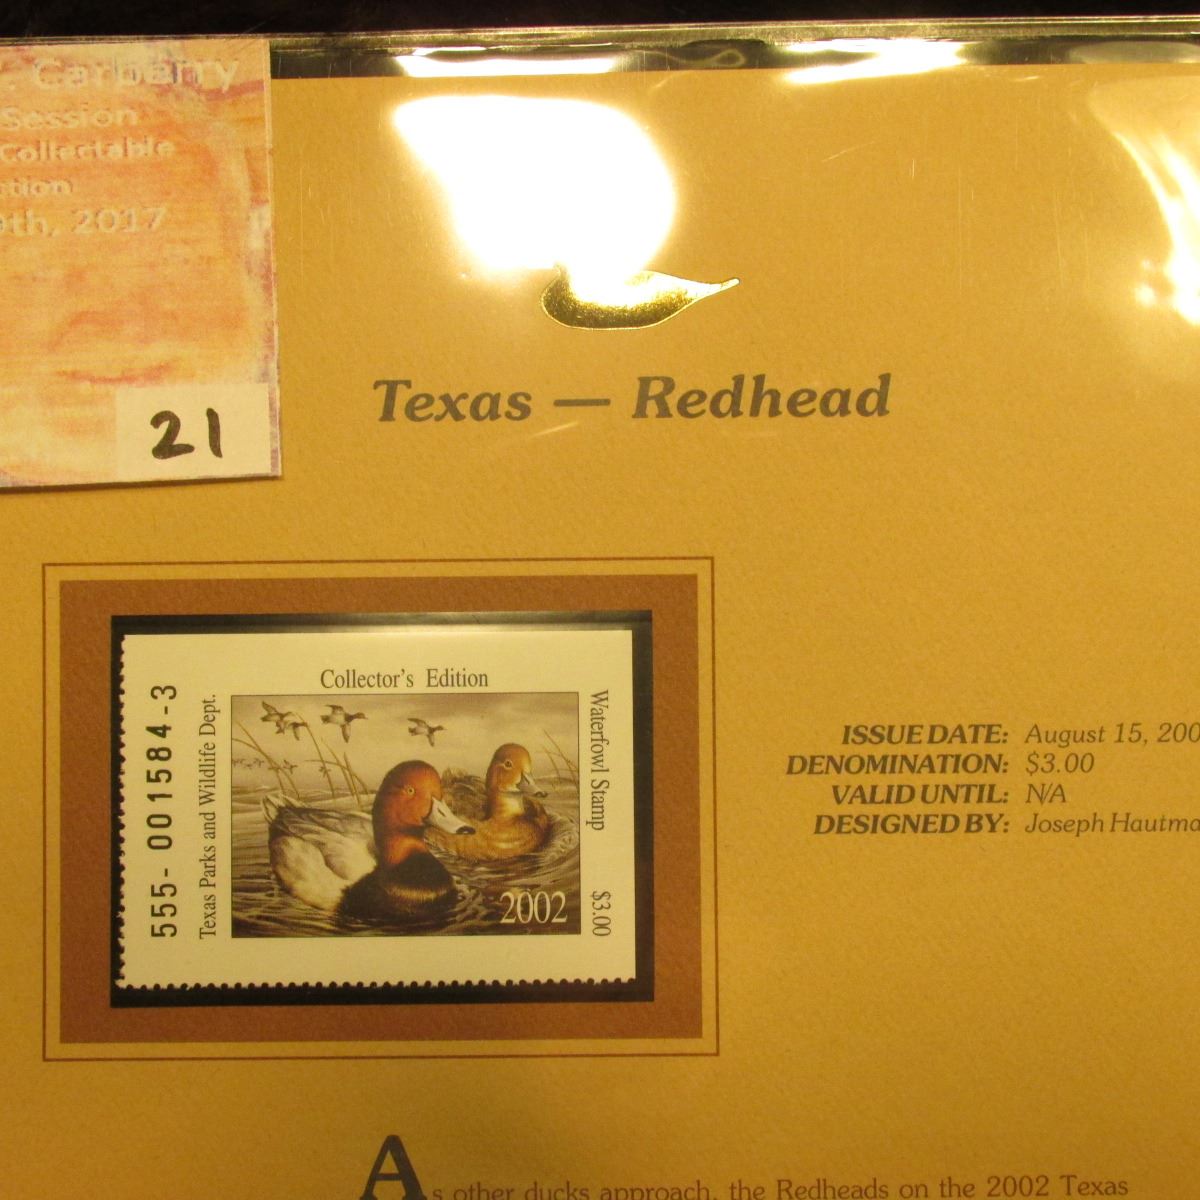 . Carberry
Session
Collectable
ction
9th, 2017
21
Texas — Redhead
Collector's Edition
555- 001584-3
Texas Parks and Wildlife Dept.
Waterfowl Stamp $3.00
2002
ISSUE DATE: August 15, 200
DENOMINATION: $3.00
VALID UNTIL: N/A
DESIGNED BY: Joseph Hautma
As other ducks approach, the Redheads on the 2002 Texas